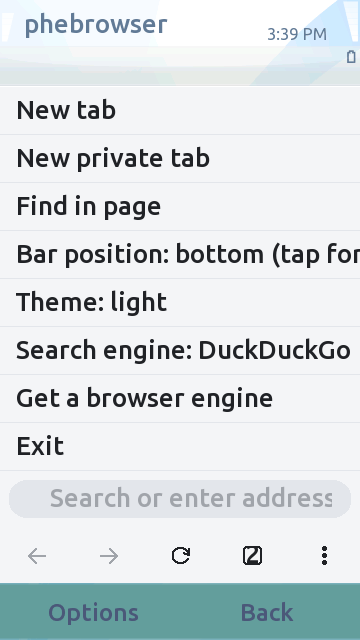 phebrowser
3:39 PM
New tab
New private tab
Find in page
Bar position: bottom (tap for
Theme: light
Search engine: DuckDuckGo
Get a browser engine
Exit
Search or enter address
2
Options
Back